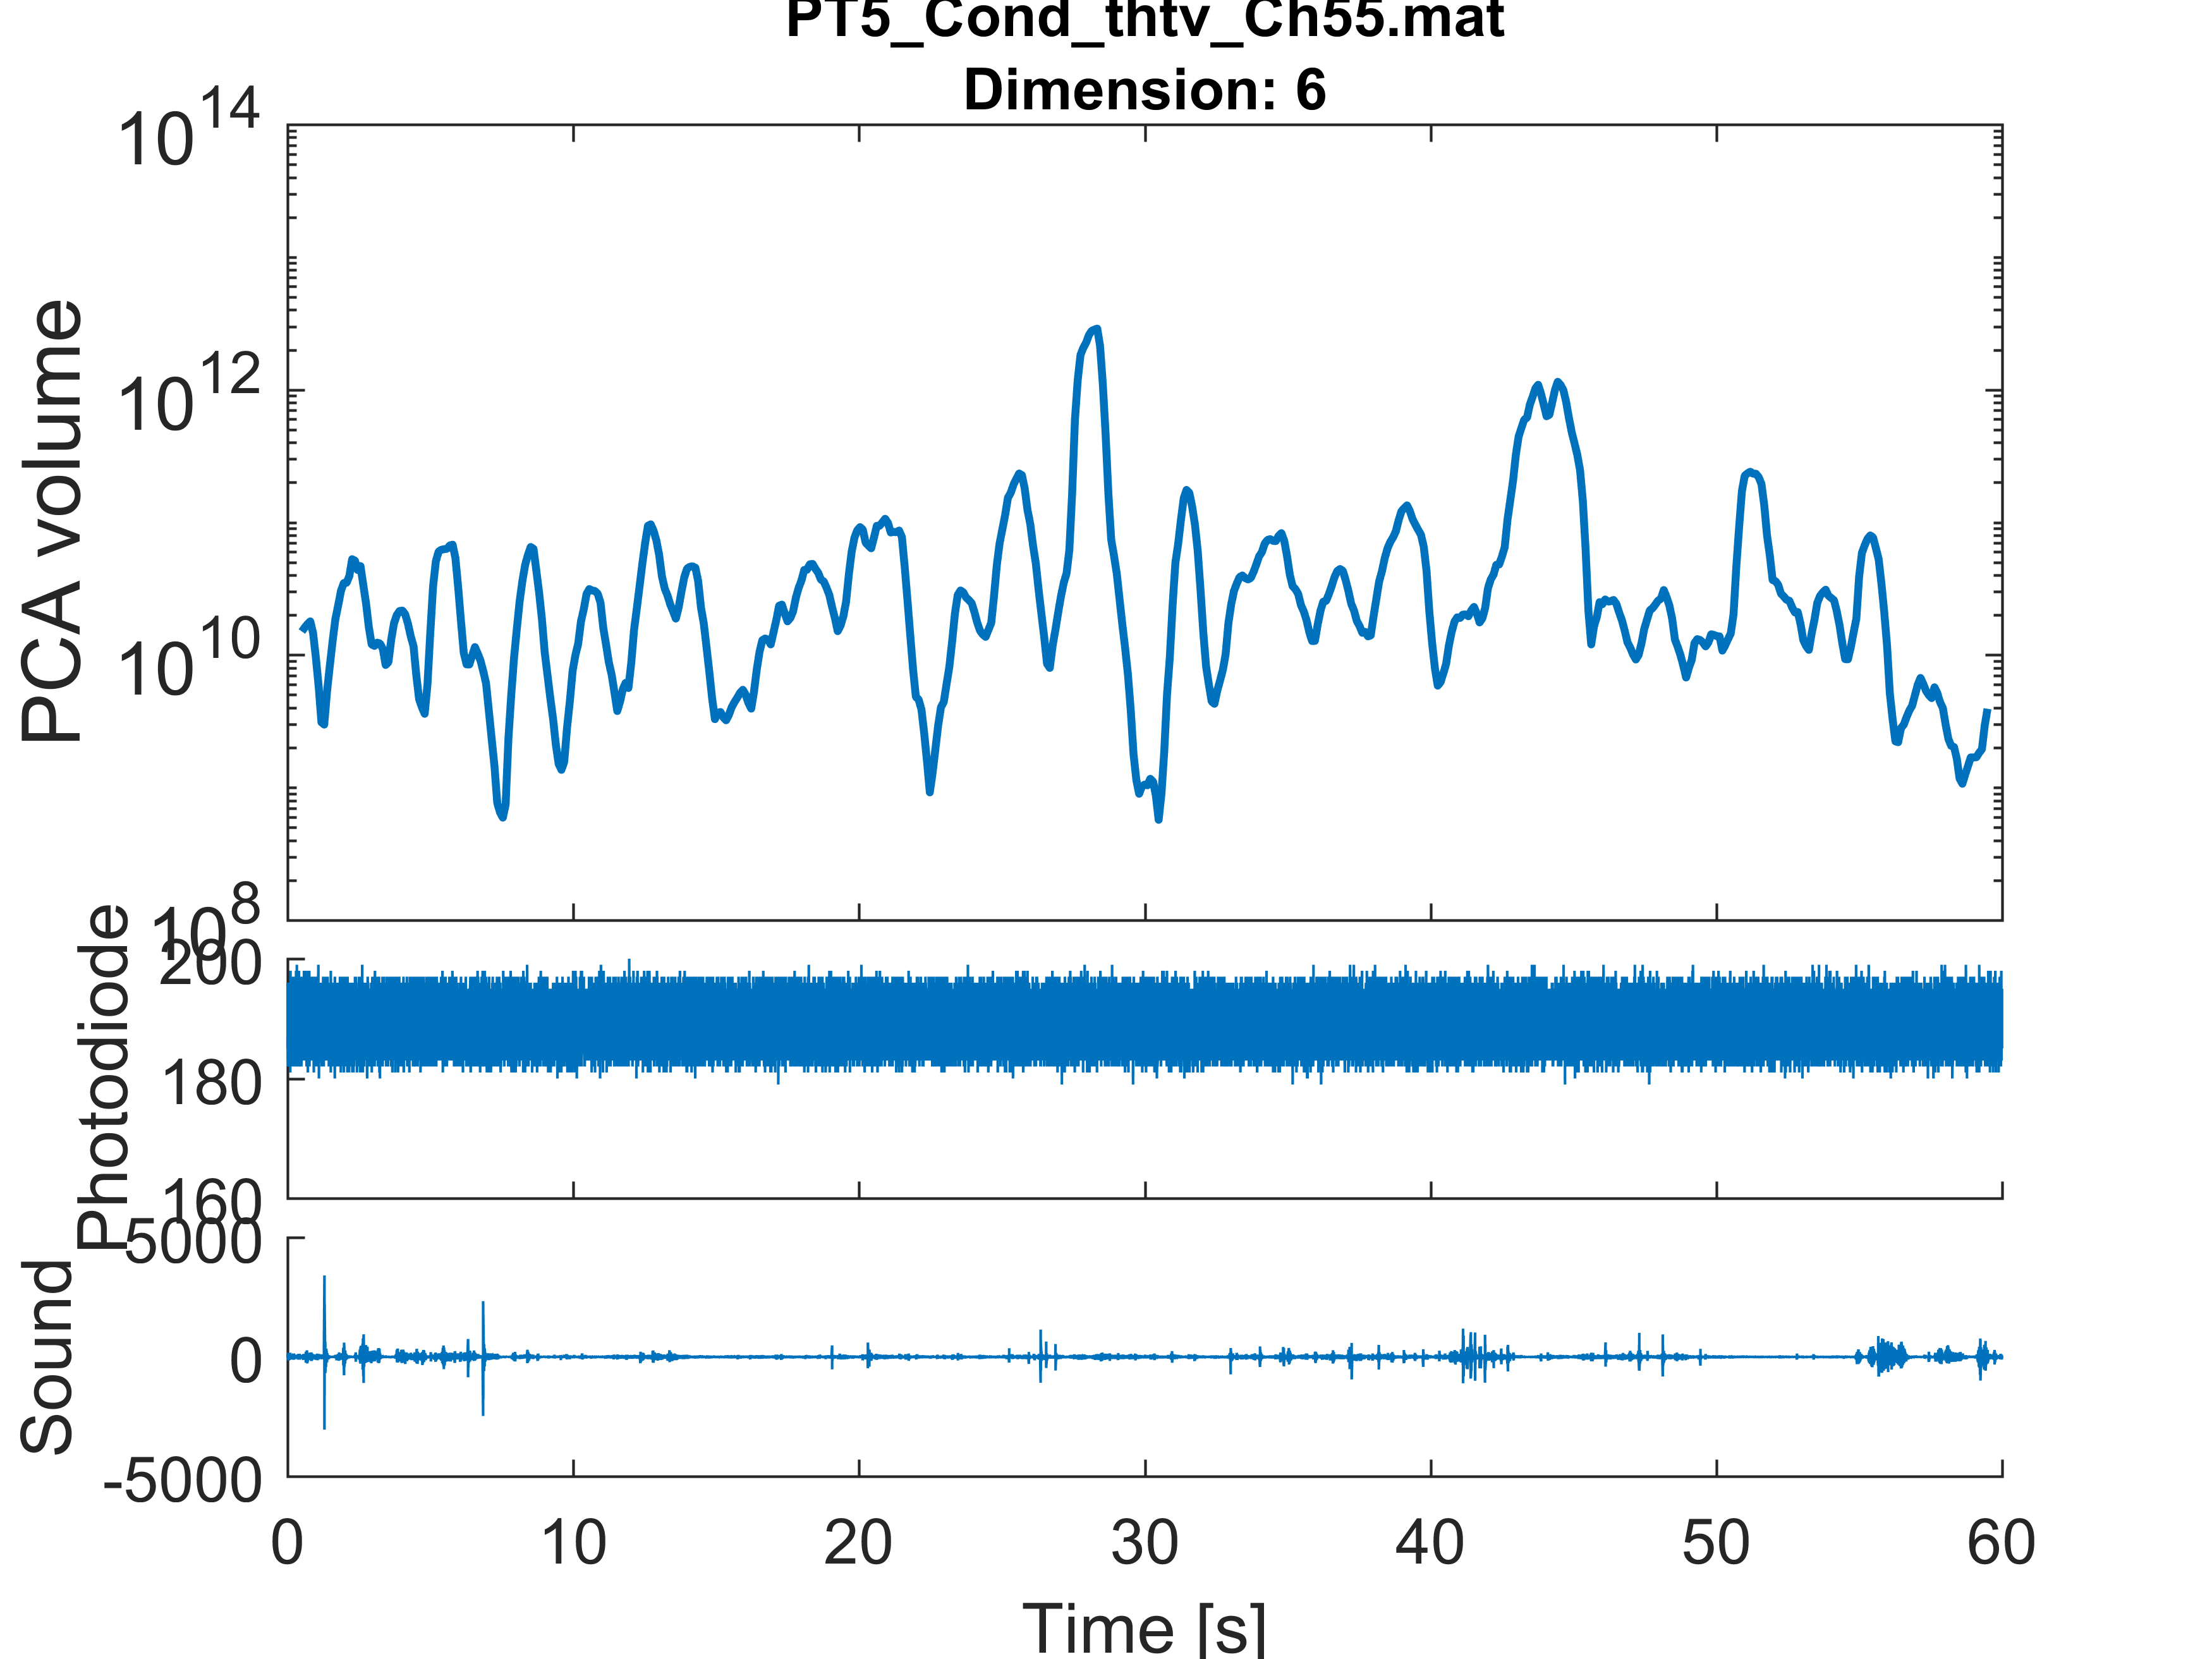 PT5_Cond_thtv_Ch55.mat
Dimension: 6
PCA volume
10^14
10^12
10^10
10^8
Photodiode
200
180
160
Sound
5000
0
-5000
0 10 20 30 40 50 60
Time [s]